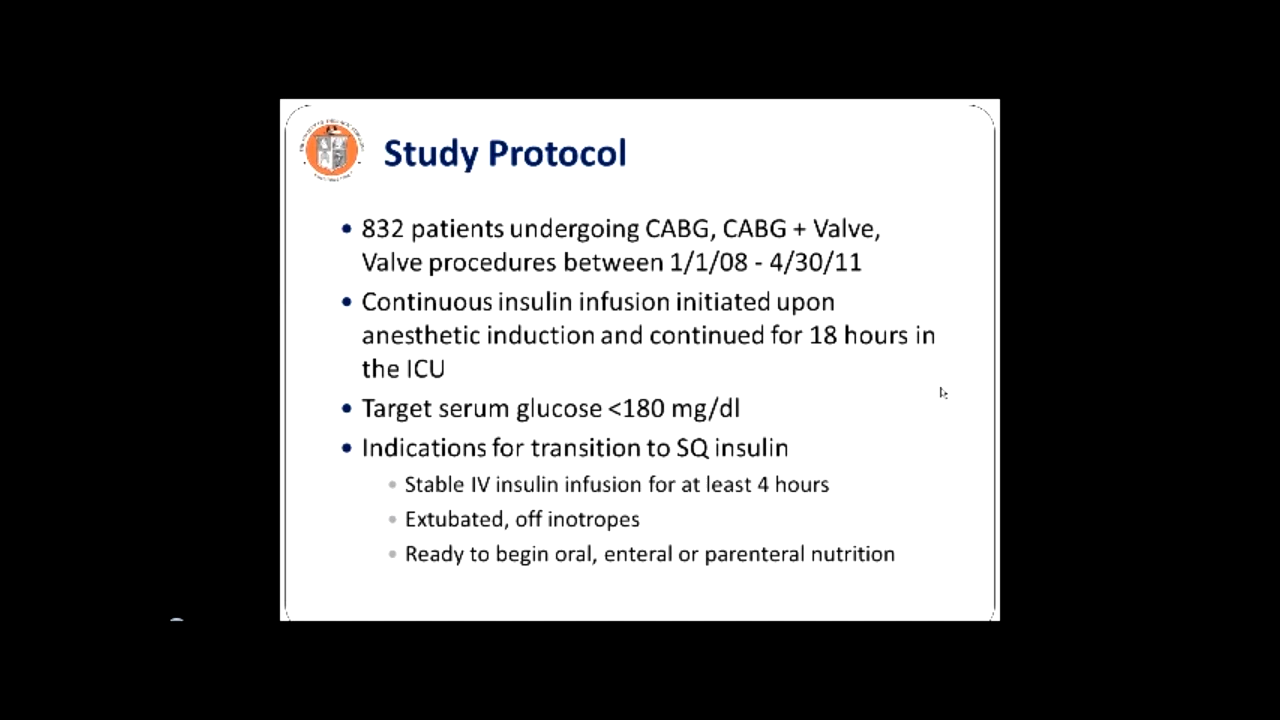 Study Protocol
• 832 patients undergoing CABG, CABG + Valve,
Valve procedures between 1/1/08 - 4/30/11
• Continuous insulin infusion initiated upon
anesthetic induction and continued for 18 hours in
the ICU
• Target serum glucose <180 mg/dl
• Indications for transition to SQ insulin
• Stable IV insulin infusion for at least 4 hours
• Extubated, off inotropes
• Ready to begin oral, enteral or parenteral nutrition